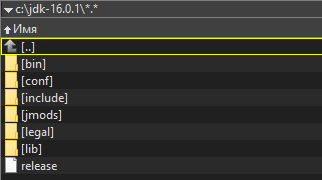 c:\jdk-16.0.1\*.*
Имя
[..]
[bin]
[conf]
[include]
[jmods]
[legal]
[lib]
release